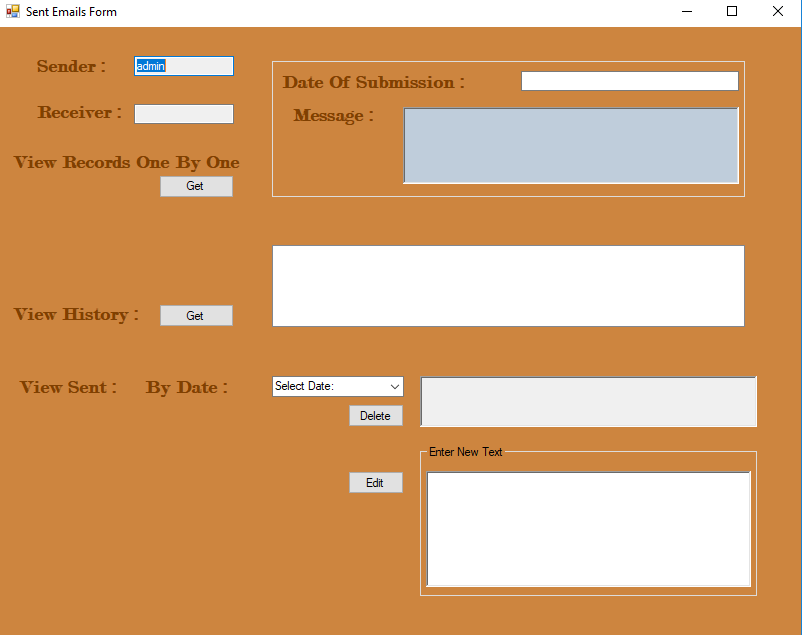 Sent Emails Form
Sender :
admin
Receiver :
Date Of Submission :
Message :
View Records One By One
Get
View History :
Get
View Sent :
By Date :
Select Date:
Delete
Enter New Text
Edit